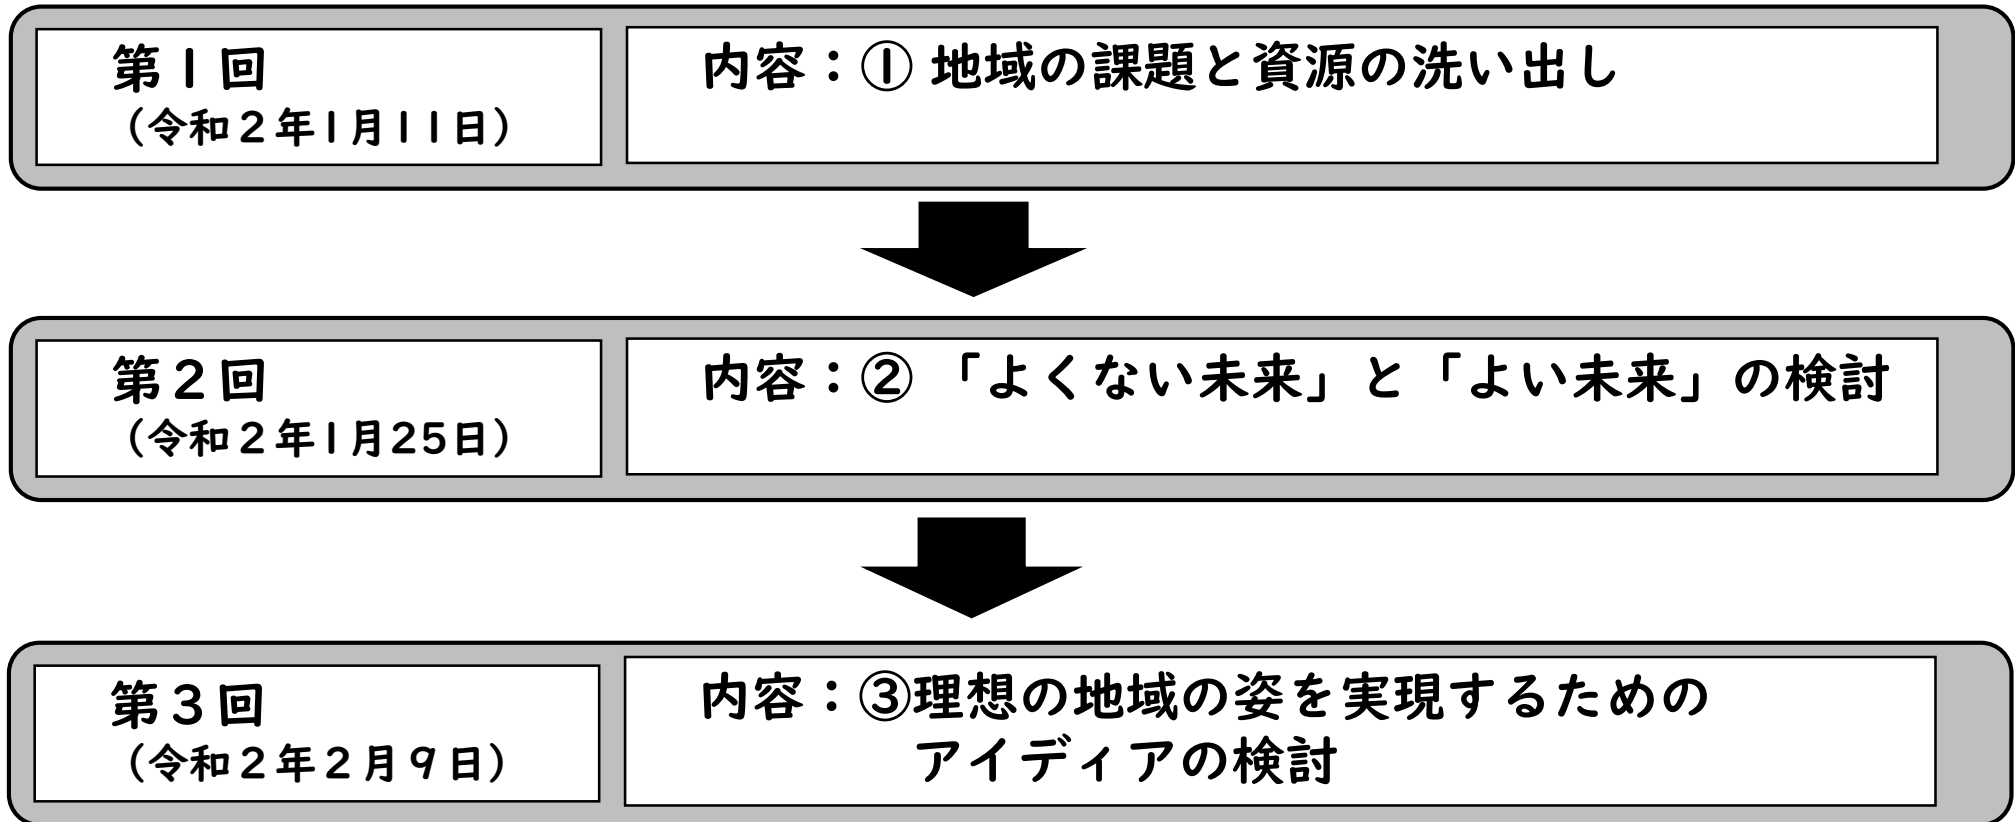 第１回
（令和２年１月１１日）
内容：① 地域の課題と資源の洗い出し
第２回
（令和２年１月25日）
内容：② 「よくない未来」と「よい未来」の検討
第３回
（令和２年２月９日）
内容：③理想の地域の姿を実現するための
アイディアの検討